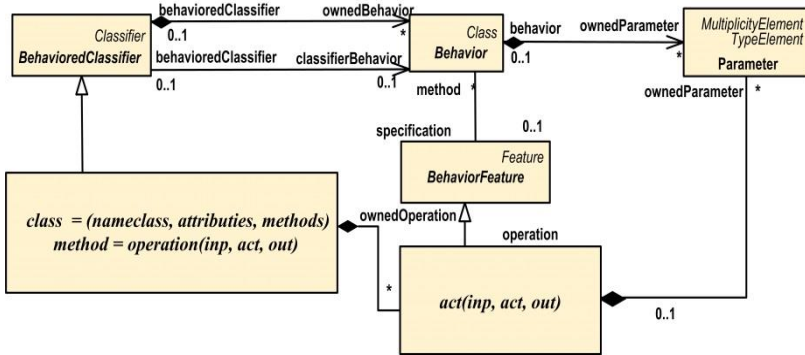 Classifier
BehavioredClassifier
behavioredClassifier
ownedBehavior
0..1
*
behavioredClassifier
classifierBehavior
0..1
0..1
Class
Behavior
behavior
ownedParameter
0..1
*
MultiplicityElement
TypeElement
Parameter
method
*
ownedParameter
*
specification
0..1
Feature
BehaviorFeature
class = (nameclass, attributies, methods)
method = operation(inp, act, out)
ownedOperation
*
operation
act(inp, act, out)
0..1